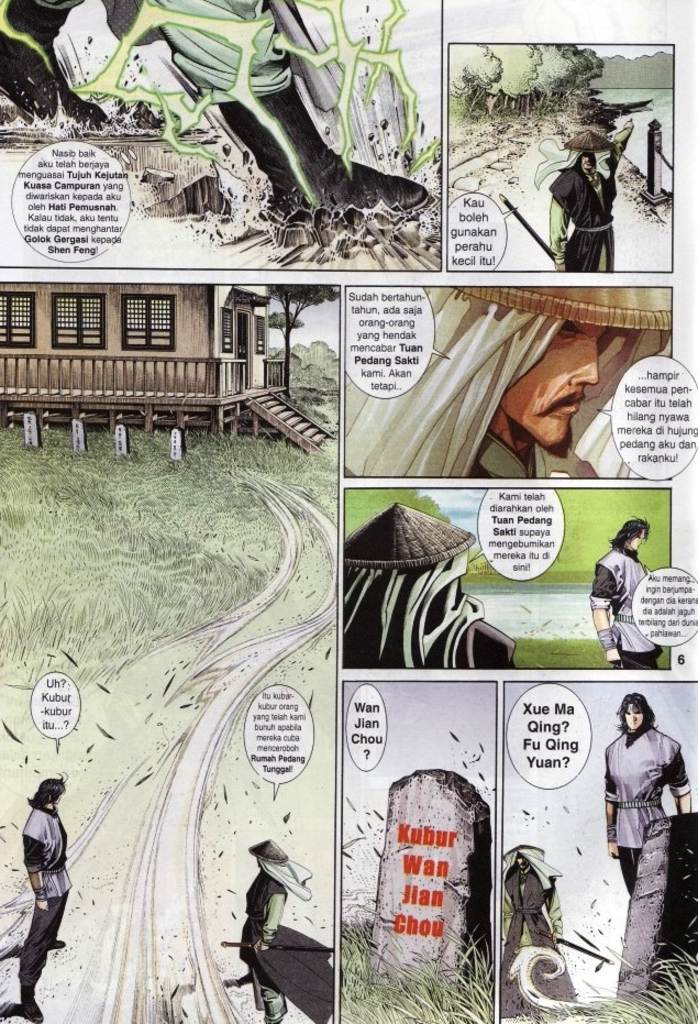 Nasib baik
aku telah berjaya
menguasai Tujuh Kejutan
Kuasa Campuran yang
diwariskan kepada aku
oleh Hati Pemusnah.
Kalau tidak, aku tentu
tidak dapat menghantar
Golok Gergasi kepada
Shen Feng!
Kau
boleh
gunakan
perahu
kecil itu!
Sudah bertahun-
tahun, ada saja
orang-orang
yang hendak
mencabar Tuan
Pedang Sakti
kami. Akan
tetapi..
...hampir
kesemua pen-
cabar itu telah
hilang nyawa
mereka di hujung
pedang aku dan
rakanku!
Kami telah
diarahkan oleh
Tuan Pedang
Sakti supaya
mengebumikan
mereka itu di
sini!
Aku memang
ingin berjumpa
dengan dia kerana
dia adalah jaguh
terbilang dari dunia
pahlawan...
6
Uh?
Kubur
-kubur
itu...?
Itu kubur-
kubur orang
yang telah kami
bunuh apabila
mereka cuba
menceroboh
Rumah Pedang
Tunggal!
Wan
Jian
Chou
?
Kubur
Wan
Jian
Chou
Xue Ma
Qing?
Fu Qing
Yuan?